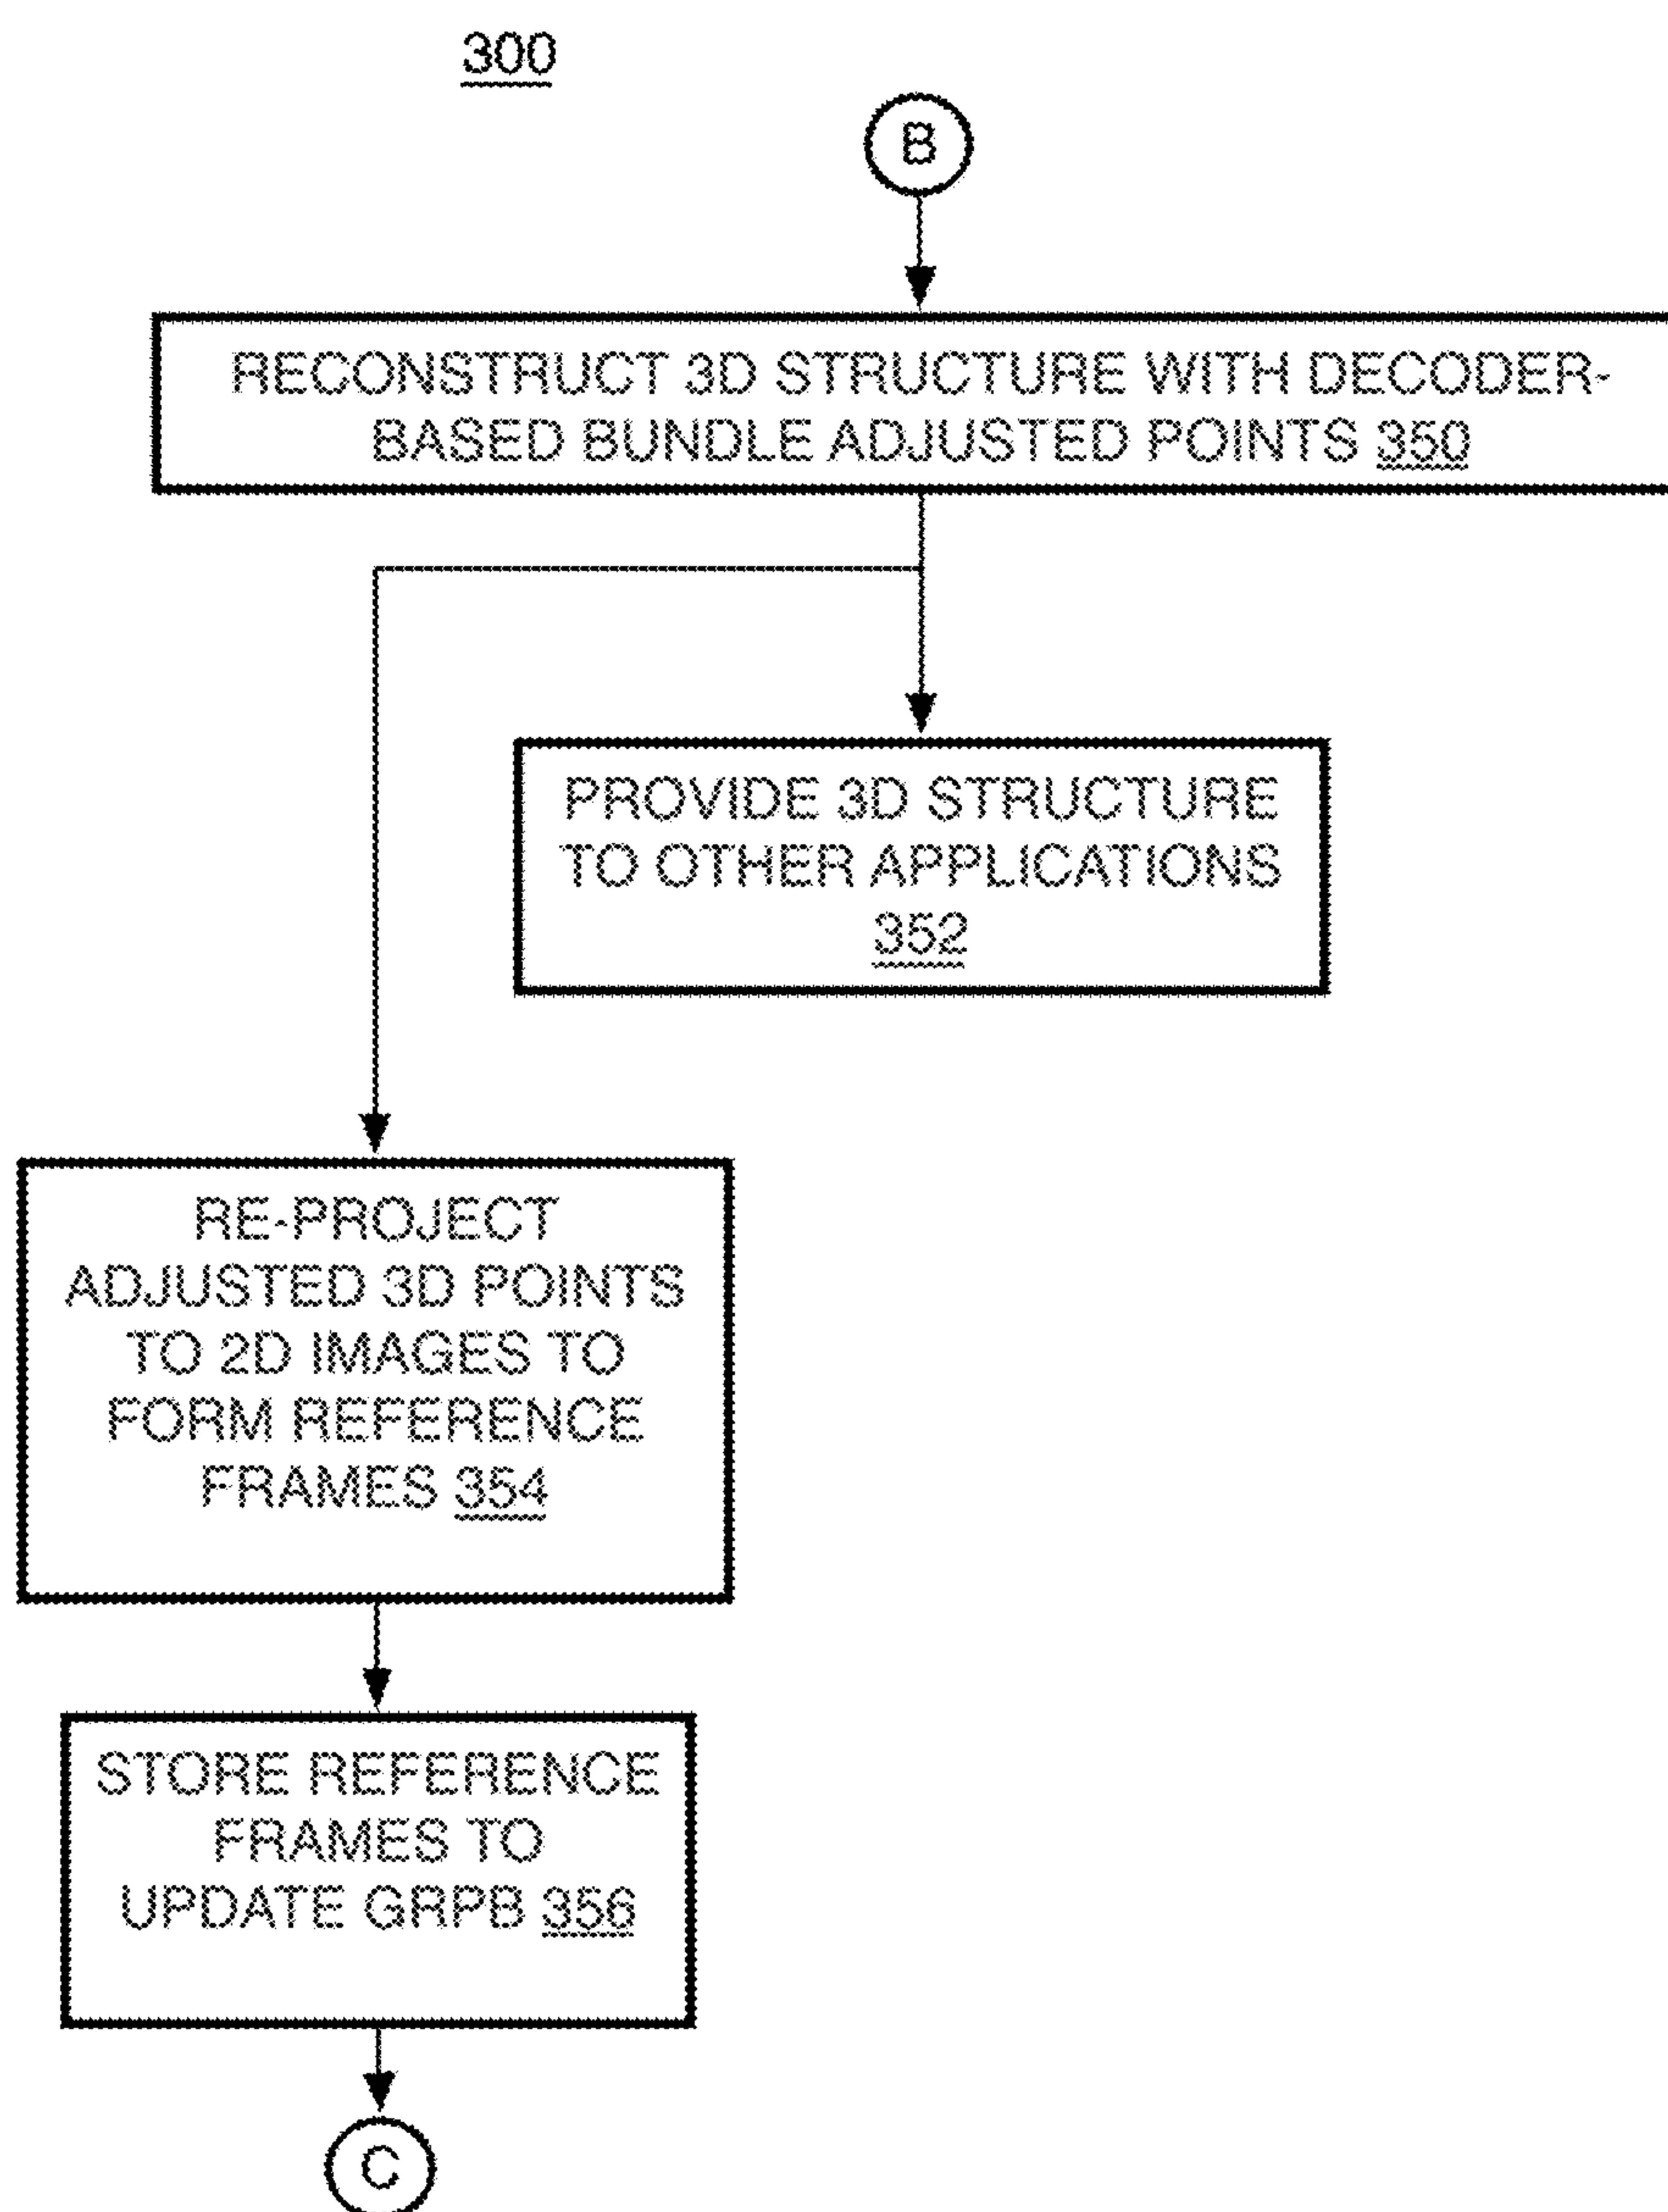 300
B
RECONSTRUCT 3D STRUCTURE WITH DECODER-
BASED BUNDLE ADJUSTED POINTS 350
PROVIDE 3D STRUCTURE
TO OTHER APPLICATIONS
352
RE-PROJECT
ADJUSTED 3D POINTS
TO 2D IMAGES TO
FORM REFERENCE
FRAMES 354
STORE REFERENCE
FRAMES TO
UPDATE GRPB 356
C